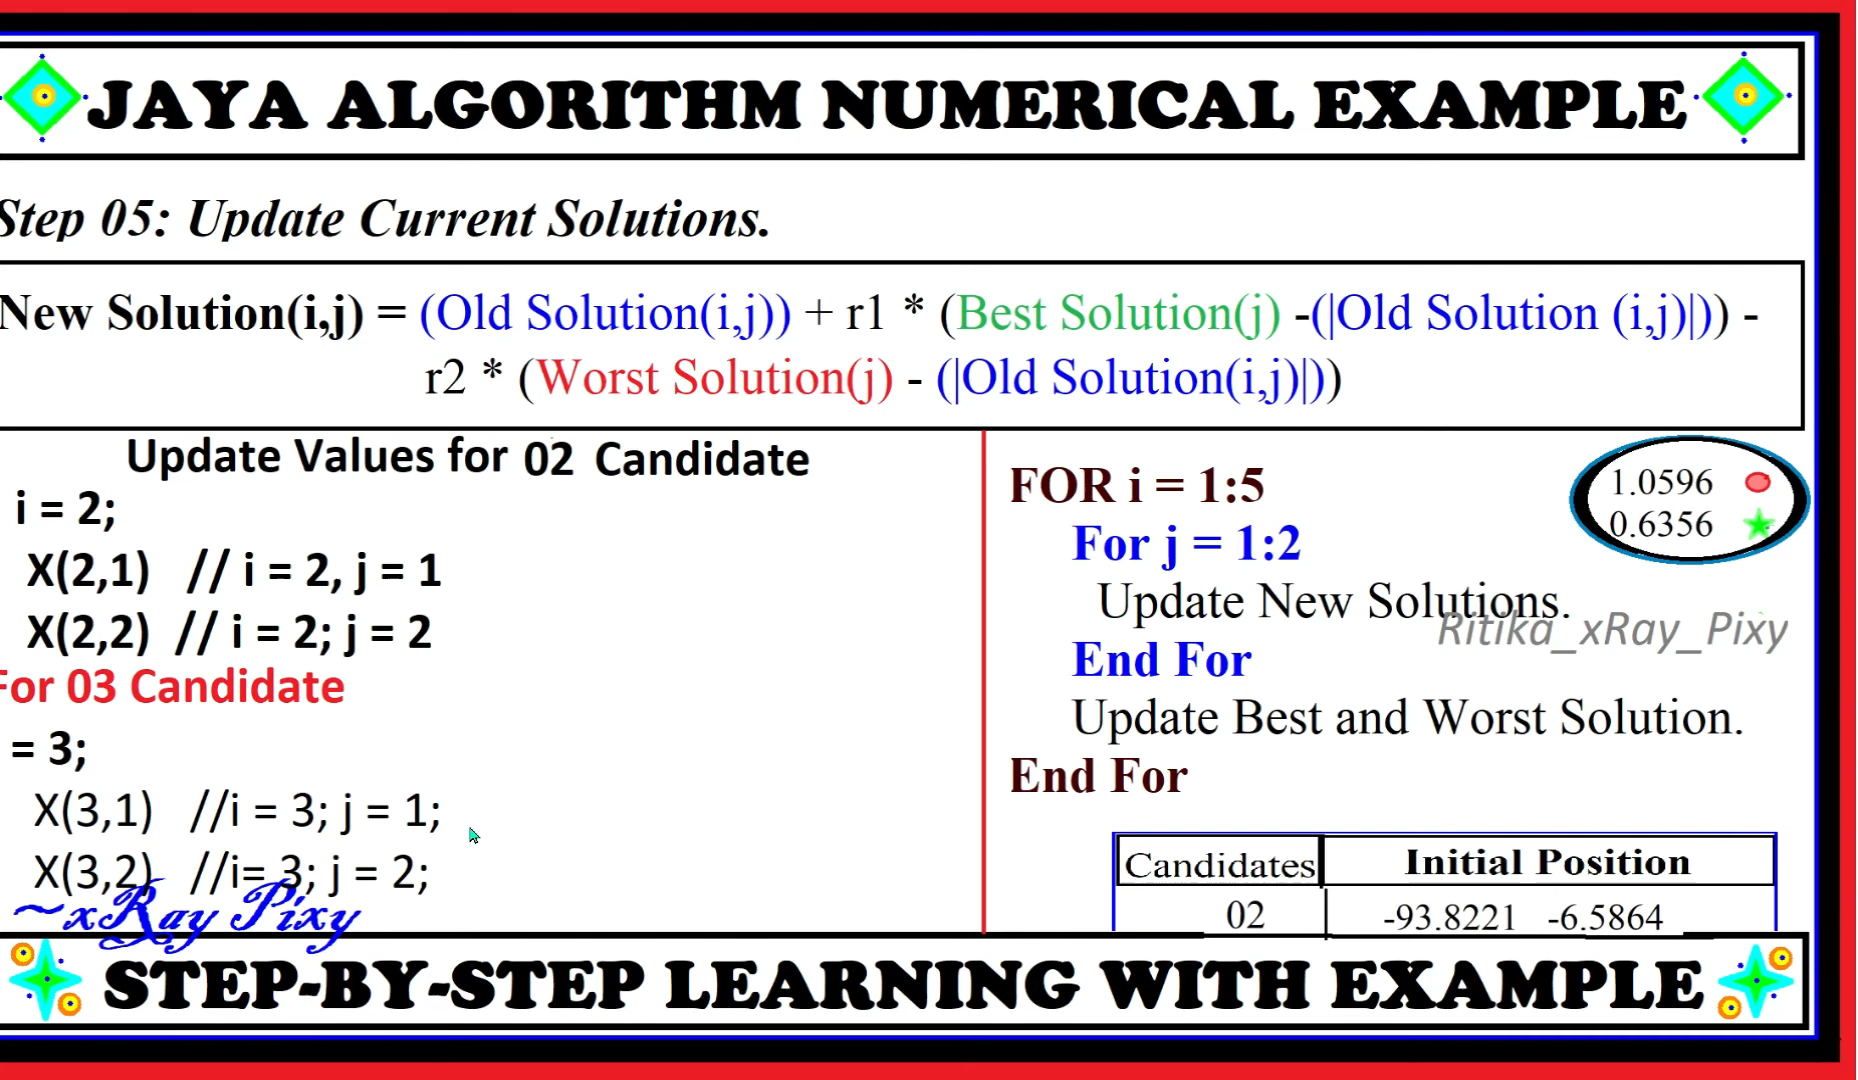 JAYA ALGORITHM NUMERICAL EXAMPLE
Step 05: Update Current Solutions.
New Solution(i,j) = (Old Solution(i,j)) + r1 * (Best Solution(j) -(|Old Solution (i,j)|)) -
r2 * (Worst Solution(j) - (|Old Solution(i,j)|))
Update Values for 02 Candidate
i = 2;
X(2,1) // i = 2, j = 1
X(2,2) // i = 2; j = 2
For 03 Candidate
= 3;
X(3,1) //i = 3; j = 1;
X(3,2) //i= 3; j = 2;
~xRay Pixy
FOR i = 1:5
For j = 1:2
Update New Solutions.
End For
Update Best and Worst Solution.
End For
1.0596
0.6356
Ritika_xRay_Pixy
Candidates Initial Position
02 -93.8221 -6.5864
STEP-BY-STEP LEARNING WITH EXAMPLE